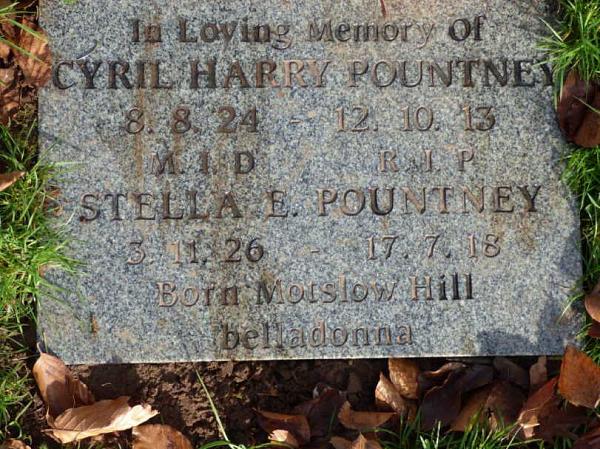 In Loving Memory Of
CYRIL HARRY POUNTNEY
8. 8. 24 - 12. 10. 13
M. I. D R. I. P
STELLA E. POUNTNEY
3. 11. 26 - 17. 7. 18
Born Motslow Hill
belladonna